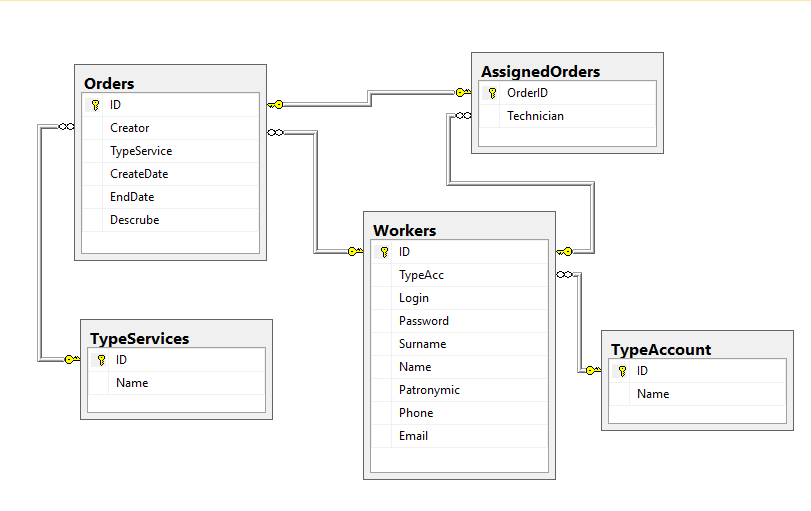 Orders
ID
Creator
TypeService
CreateDate
EndDate
Descrube
AssignedOrders
OrderID
Technician
Workers
ID
TypeAcc
Login
Password
Surname
Name
Patronymic
Phone
Email
TypeServices
ID
Name
TypeAccount
ID
Name